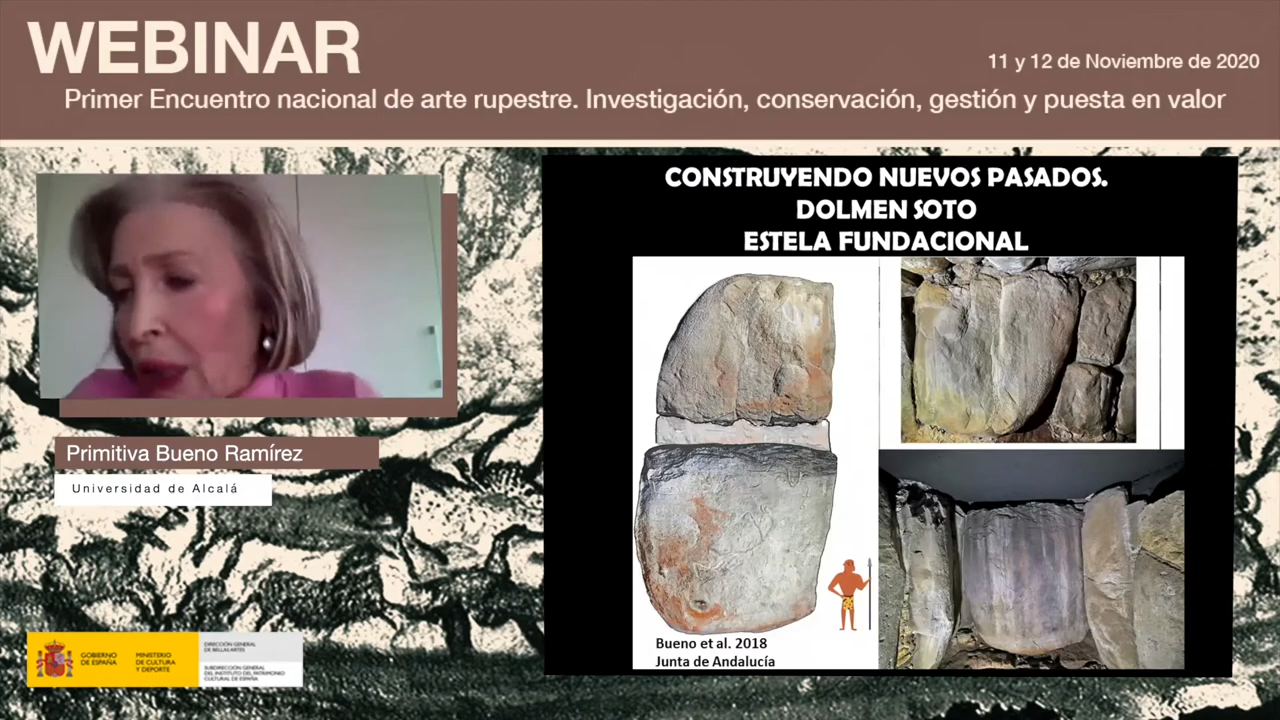 WEBINAR
11 y 12 de Noviembre de 2020
Primer Encuentro nacional de arte rupestre. Investigación, conservación, gestión y puesta en valor
CONSTRUYENDO NUEVOS PASADOS.
DOLMEN SOTO
ESTELA FUNDACIONAL
Bueno et al. 2018
Junta de Andalucía
Primitiva Bueno Ramírez
Universidad de Alcalá
GOBIERNO
DE ESPAÑA
MINISTERIO
DE CULTURA
Y DEPORTE
DIRECCIÓN GENERAL
DE BELLAS ARTES
SUBDIRECCIÓN GENERAL
DEL INSTITUTO DEL PATRIMONIO
CULTURAL DE ESPAÑA